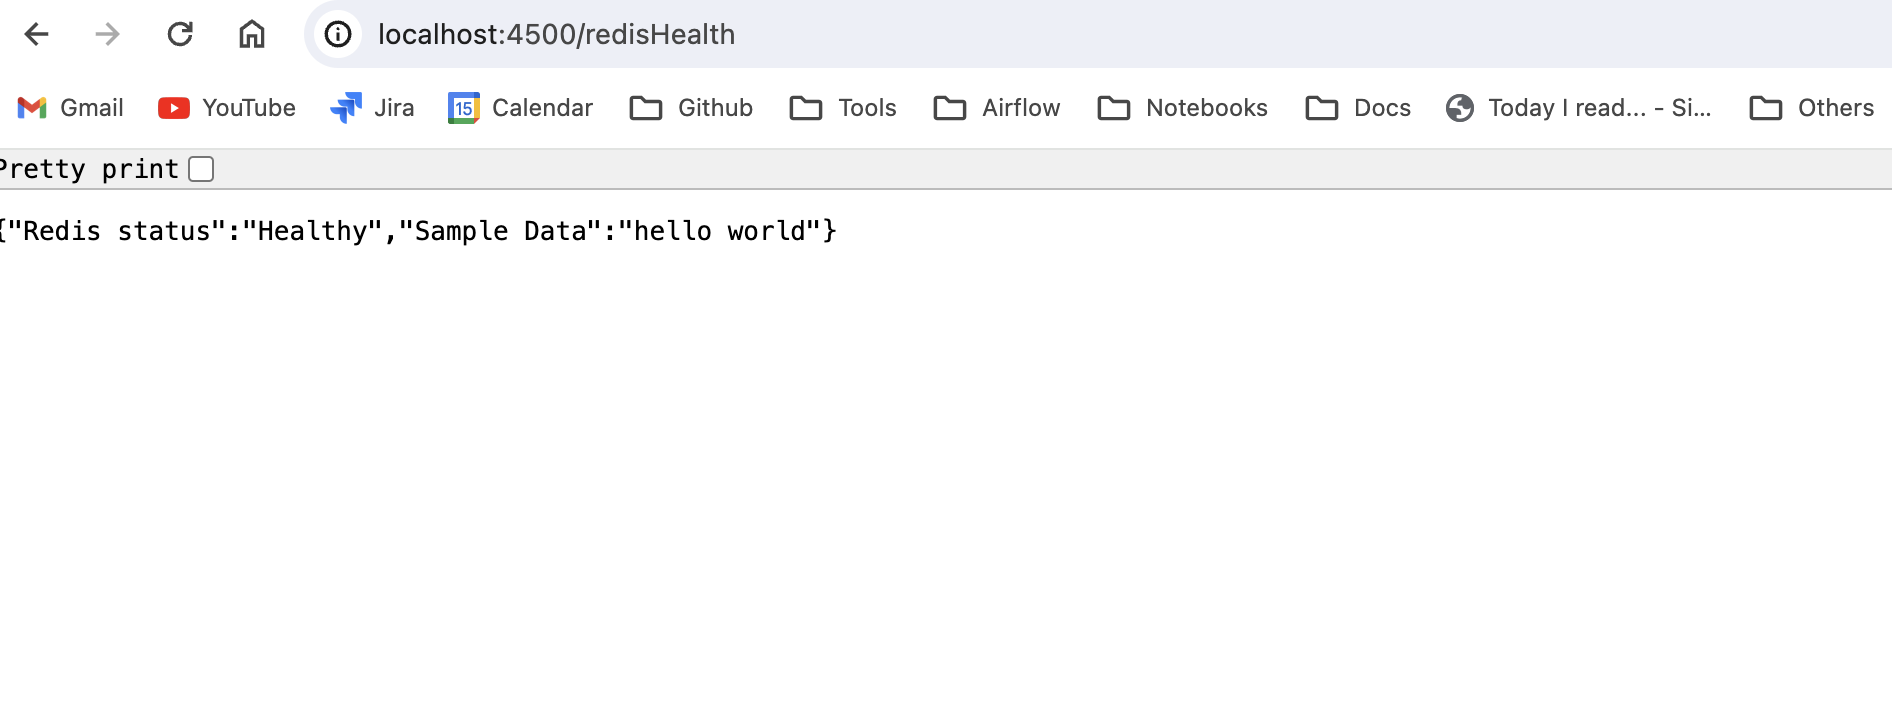 localhost:4500/redisHealth
Gmail YouTube Jira 15 Calendar Github Tools Airflow Notebooks Docs Today I read... - Si... Others
Pretty print
{"Redis status":"Healthy","Sample Data":"hello world"}